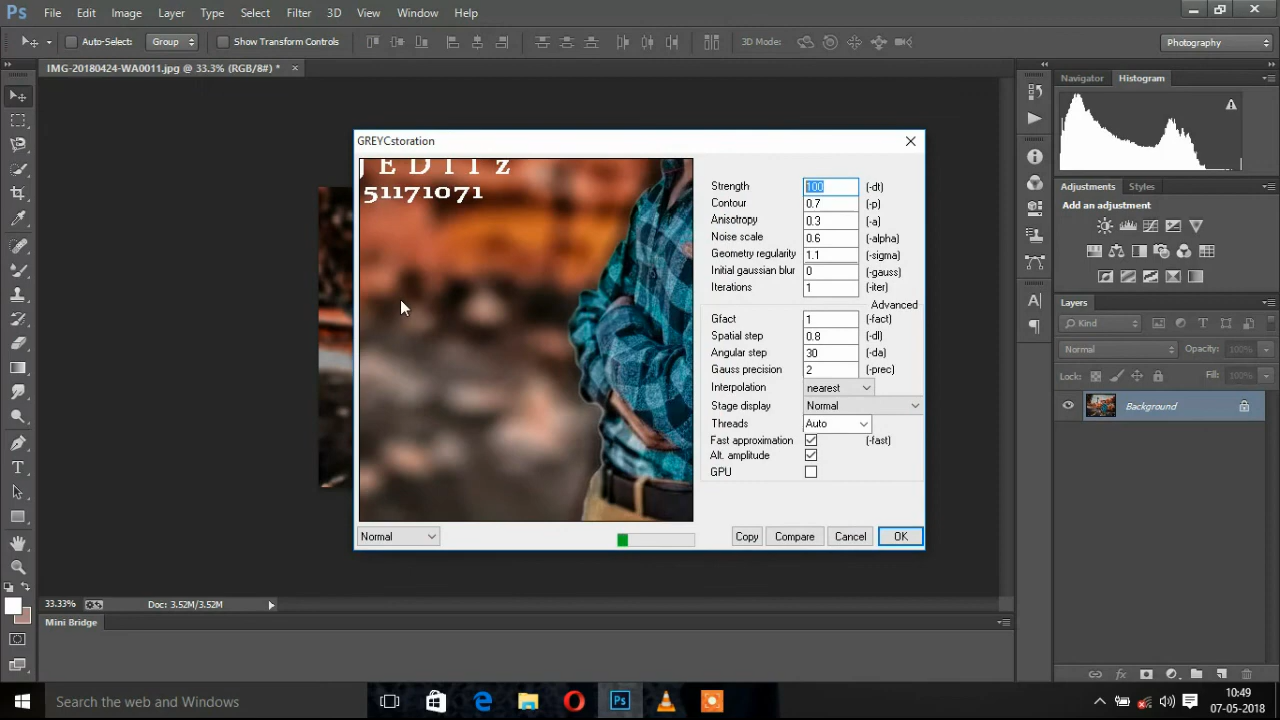 Ps File Edit Image Layer Type Select Filter 3D View Window Help
Auto-Select: Group Show Transform Controls 3D Mode: Photography
IMG-20180424-WA0011.jpg @ 33.3% (RGB/8#) * ×
Navigator Histogram
GREYCstoration
J E D I T z
51171071
Strength 100 (-dt)
Contour 0.7 (-p)
Anisotropy 0.3 (-a)
Noise scale 0.6 (-alpha)
Geometry regularity 1.1 (-sigma)
Initial gaussian blur 0 (-gauss)
Iterations 1 (-iter)
Advanced
Gfact 1 (-fact)
Spatial step 0.8 (-dl)
Angular step 30 (-da)
Gauss precision 2 (-prec)
Interpolation nearest
Stage display Normal
Threads Auto
Fast approximation (-fast)
Alt. amplitude
GPU
Normal Copy Compare Cancel OK
Adjustments Styles
Add an adjustment
Layers
Kind
Normal Opacity: 100%
Lock: Fill: 100%
Background
33.33% Doc: 3.52M/3.52M
Mini Bridge
Search the web and Windows
10:49
07-05-2018